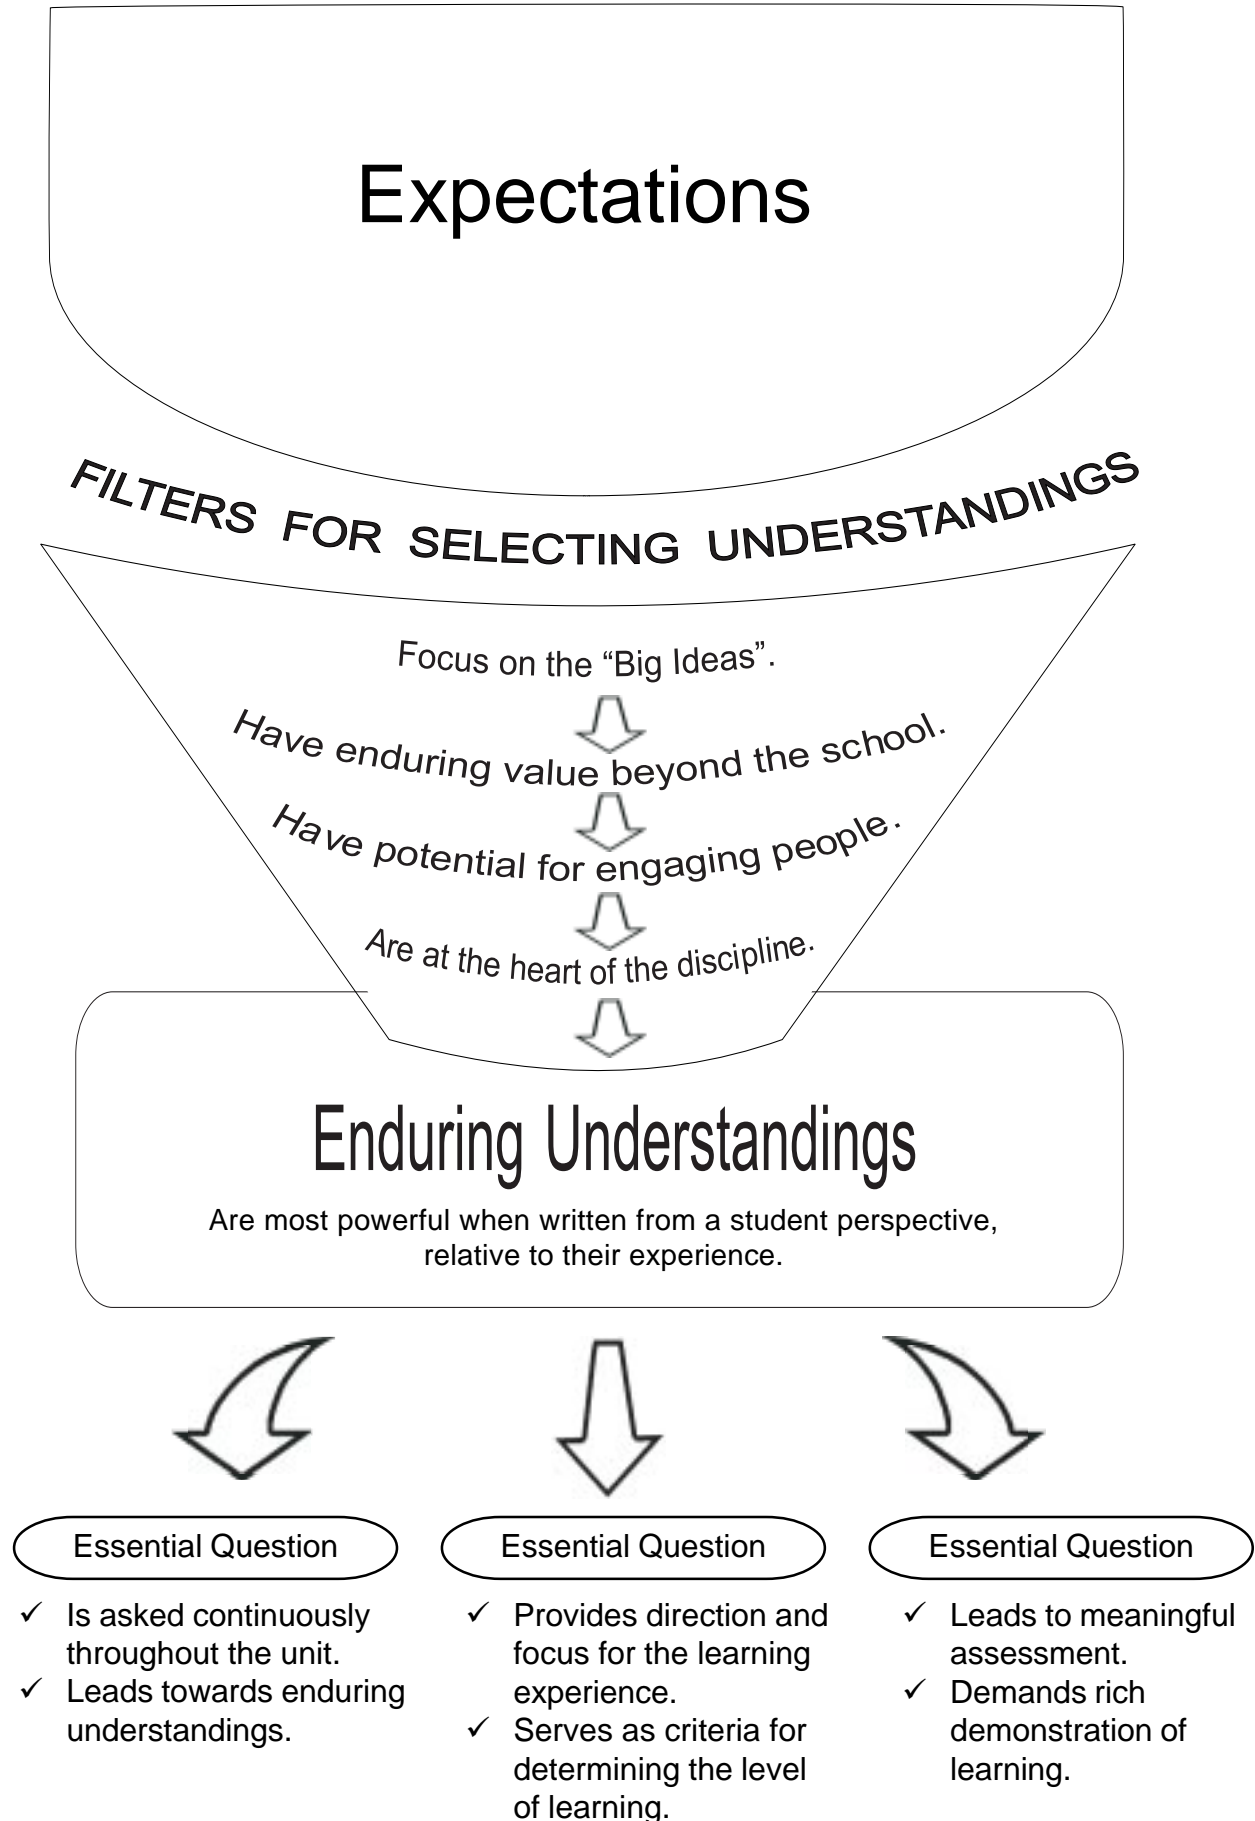 Expectations
FILTERS FOR SELECTING UNDERSTANDINGS
Focus on the “Big Ideas”.
Have enduring value beyond the school.
Have potential for engaging people.
Are at the heart of the discipline.
Enduring Understandings
Are most powerful when written from a student perspective,
relative to their experience.
Essential Question
✓ Is asked continuously
throughout the unit.
✓ Leads towards enduring
understandings.
Essential Question
✓ Provides direction and
focus for the learning
experience.
✓ Serves as criteria for
determining the level
of learning.
Essential Question
✓ Leads to meaningful
assessment.
✓ Demands rich
demonstration of
learning.